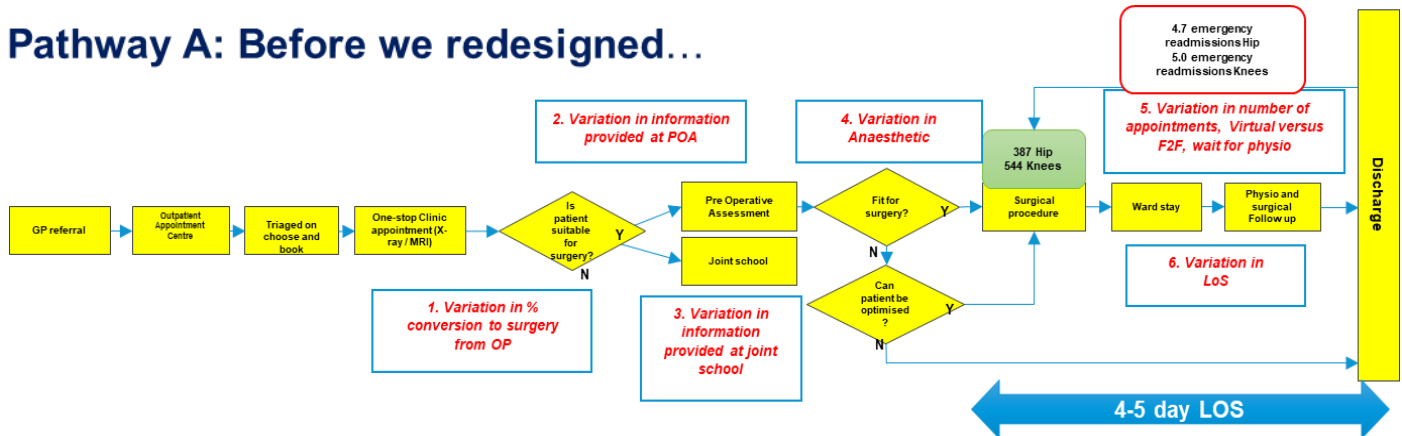 Pathway A: Before we redesigned…
4.7 emergency
readmissions Hip
5.0 emergency
readmissions Knees
2. Variation in information
provided at POA
4. Variation in
Anaesthetic
5. Variation in number of
appointments, Virtual versus
F2F, wait for physio
387 Hip
544 Knees
GP referral
Outpatient
Appointment
Centre
Triaged on
choose and
book
One-stop Clinic
appointment (X-
ray / MRI)
Is
patient
suitable
for
surgery?
Y
N
Pre Operative
Assessment
Joint school
Fit for
surgery?
Y
N
Surgical
procedure
Ward stay
Physio and
surgical
Follow up
Discharge
Can
patient be
optimised
?
Y
N
1. Variation in %
conversion to surgery
from OP
3. Variation in
information
provided at joint
school
6. Variation in
LoS
4-5 day LOS